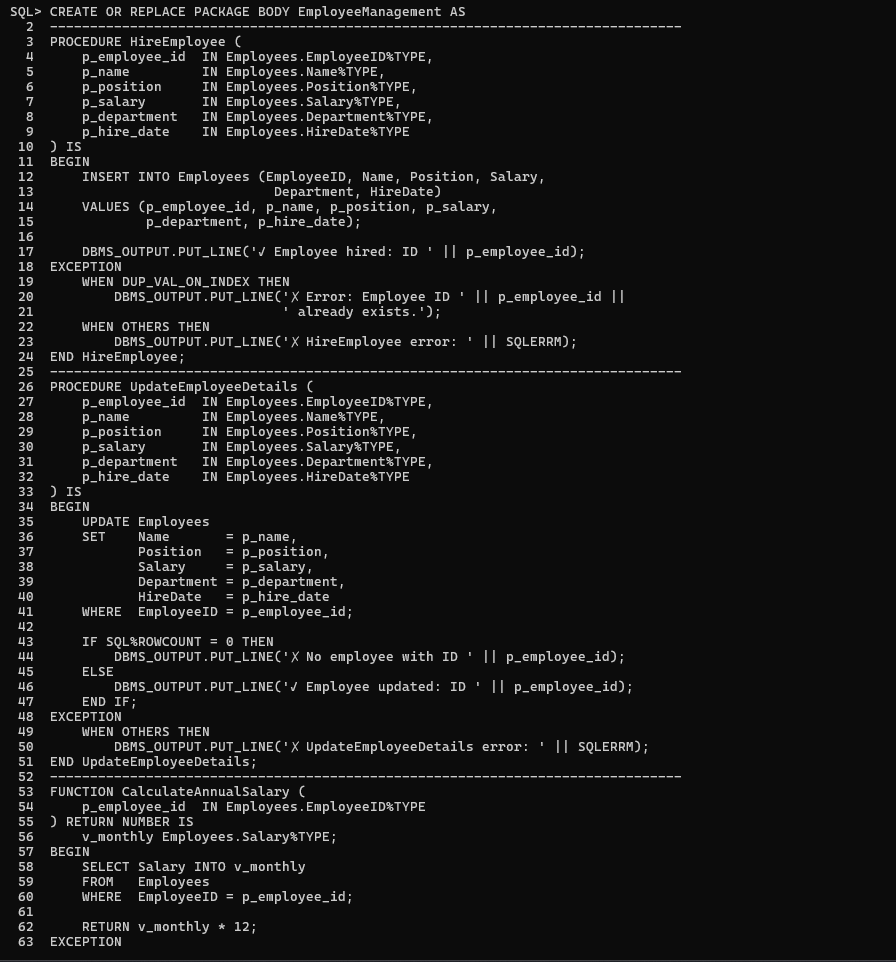 SQL> CREATE OR REPLACE PACKAGE BODY EmployeeManagement AS
  2  -------------------------------------------------------------------------------
  3  PROCEDURE HireEmployee (
  4      p_employee_id  IN Employees.EmployeeID%TYPE,
  5      p_name         IN Employees.Name%TYPE,
  6      p_position     IN Employees.Position%TYPE,
  7      p_salary       IN Employees.Salary%TYPE,
  8      p_department   IN Employees.Department%TYPE,
  9      p_hire_date    IN Employees.HireDate%TYPE
 10  ) IS
 11  BEGIN
 12      INSERT INTO Employees (EmployeeID, Name, Position, Salary,
 13                              Department, HireDate)
 14      VALUES (p_employee_id, p_name, p_position, p_salary,
 15              p_department, p_hire_date);
 16
 17      DBMS_OUTPUT.PUT_LINE('✓ Employee hired: ID ' || p_employee_id);
 18  EXCEPTION
 19      WHEN DUP_VAL_ON_INDEX THEN
 20          DBMS_OUTPUT.PUT_LINE('✗ Error: Employee ID ' || p_employee_id ||
 21                               ' already exists.');
 22      WHEN OTHERS THEN
 23          DBMS_OUTPUT.PUT_LINE('✗ HireEmployee error: ' || SQLERRM);
 24  END HireEmployee;
 25  -------------------------------------------------------------------------------
 26  PROCEDURE UpdateEmployeeDetails (
 27      p_employee_id  IN Employees.EmployeeID%TYPE,
 28      p_name         IN Employees.Name%TYPE,
 29      p_position     IN Employees.Position%TYPE,
 30      p_salary       IN Employees.Salary%TYPE,
 31      p_department   IN Employees.Department%TYPE,
 32      p_hire_date    IN Employees.HireDate%TYPE
 33  ) IS
 34  BEGIN
 35      UPDATE Employees
 36      SET    Name       = p_name,
 37             Position   = p_position,
 38             Salary     = p_salary,
 39             Department = p_department,
 40             HireDate   = p_hire_date
 41      WHERE  EmployeeID = p_employee_id;
 42
 43      IF SQL%ROWCOUNT = 0 THEN
 44          DBMS_OUTPUT.PUT_LINE('✗ No employee with ID ' || p_employee_id);
 45      ELSE
 46          DBMS_OUTPUT.PUT_LINE('✓ Employee updated: ID ' || p_employee_id);
 47      END IF;
 48  EXCEPTION
 49      WHEN OTHERS THEN
 50          DBMS_OUTPUT.PUT_LINE('✗ UpdateEmployeeDetails error: ' || SQLERRM);
 51  END UpdateEmployeeDetails;
 52  -------------------------------------------------------------------------------
 53  FUNCTION CalculateAnnualSalary (
 54      p_employee_id  IN Employees.EmployeeID%TYPE
 55  ) RETURN NUMBER IS
 56      v_monthly Employees.Salary%TYPE;
 57  BEGIN
 58      SELECT Salary INTO v_monthly
 59      FROM   Employees
 60      WHERE  EmployeeID = p_employee_id;
 61
 62      RETURN v_monthly * 12;
 63  EXCEPTION